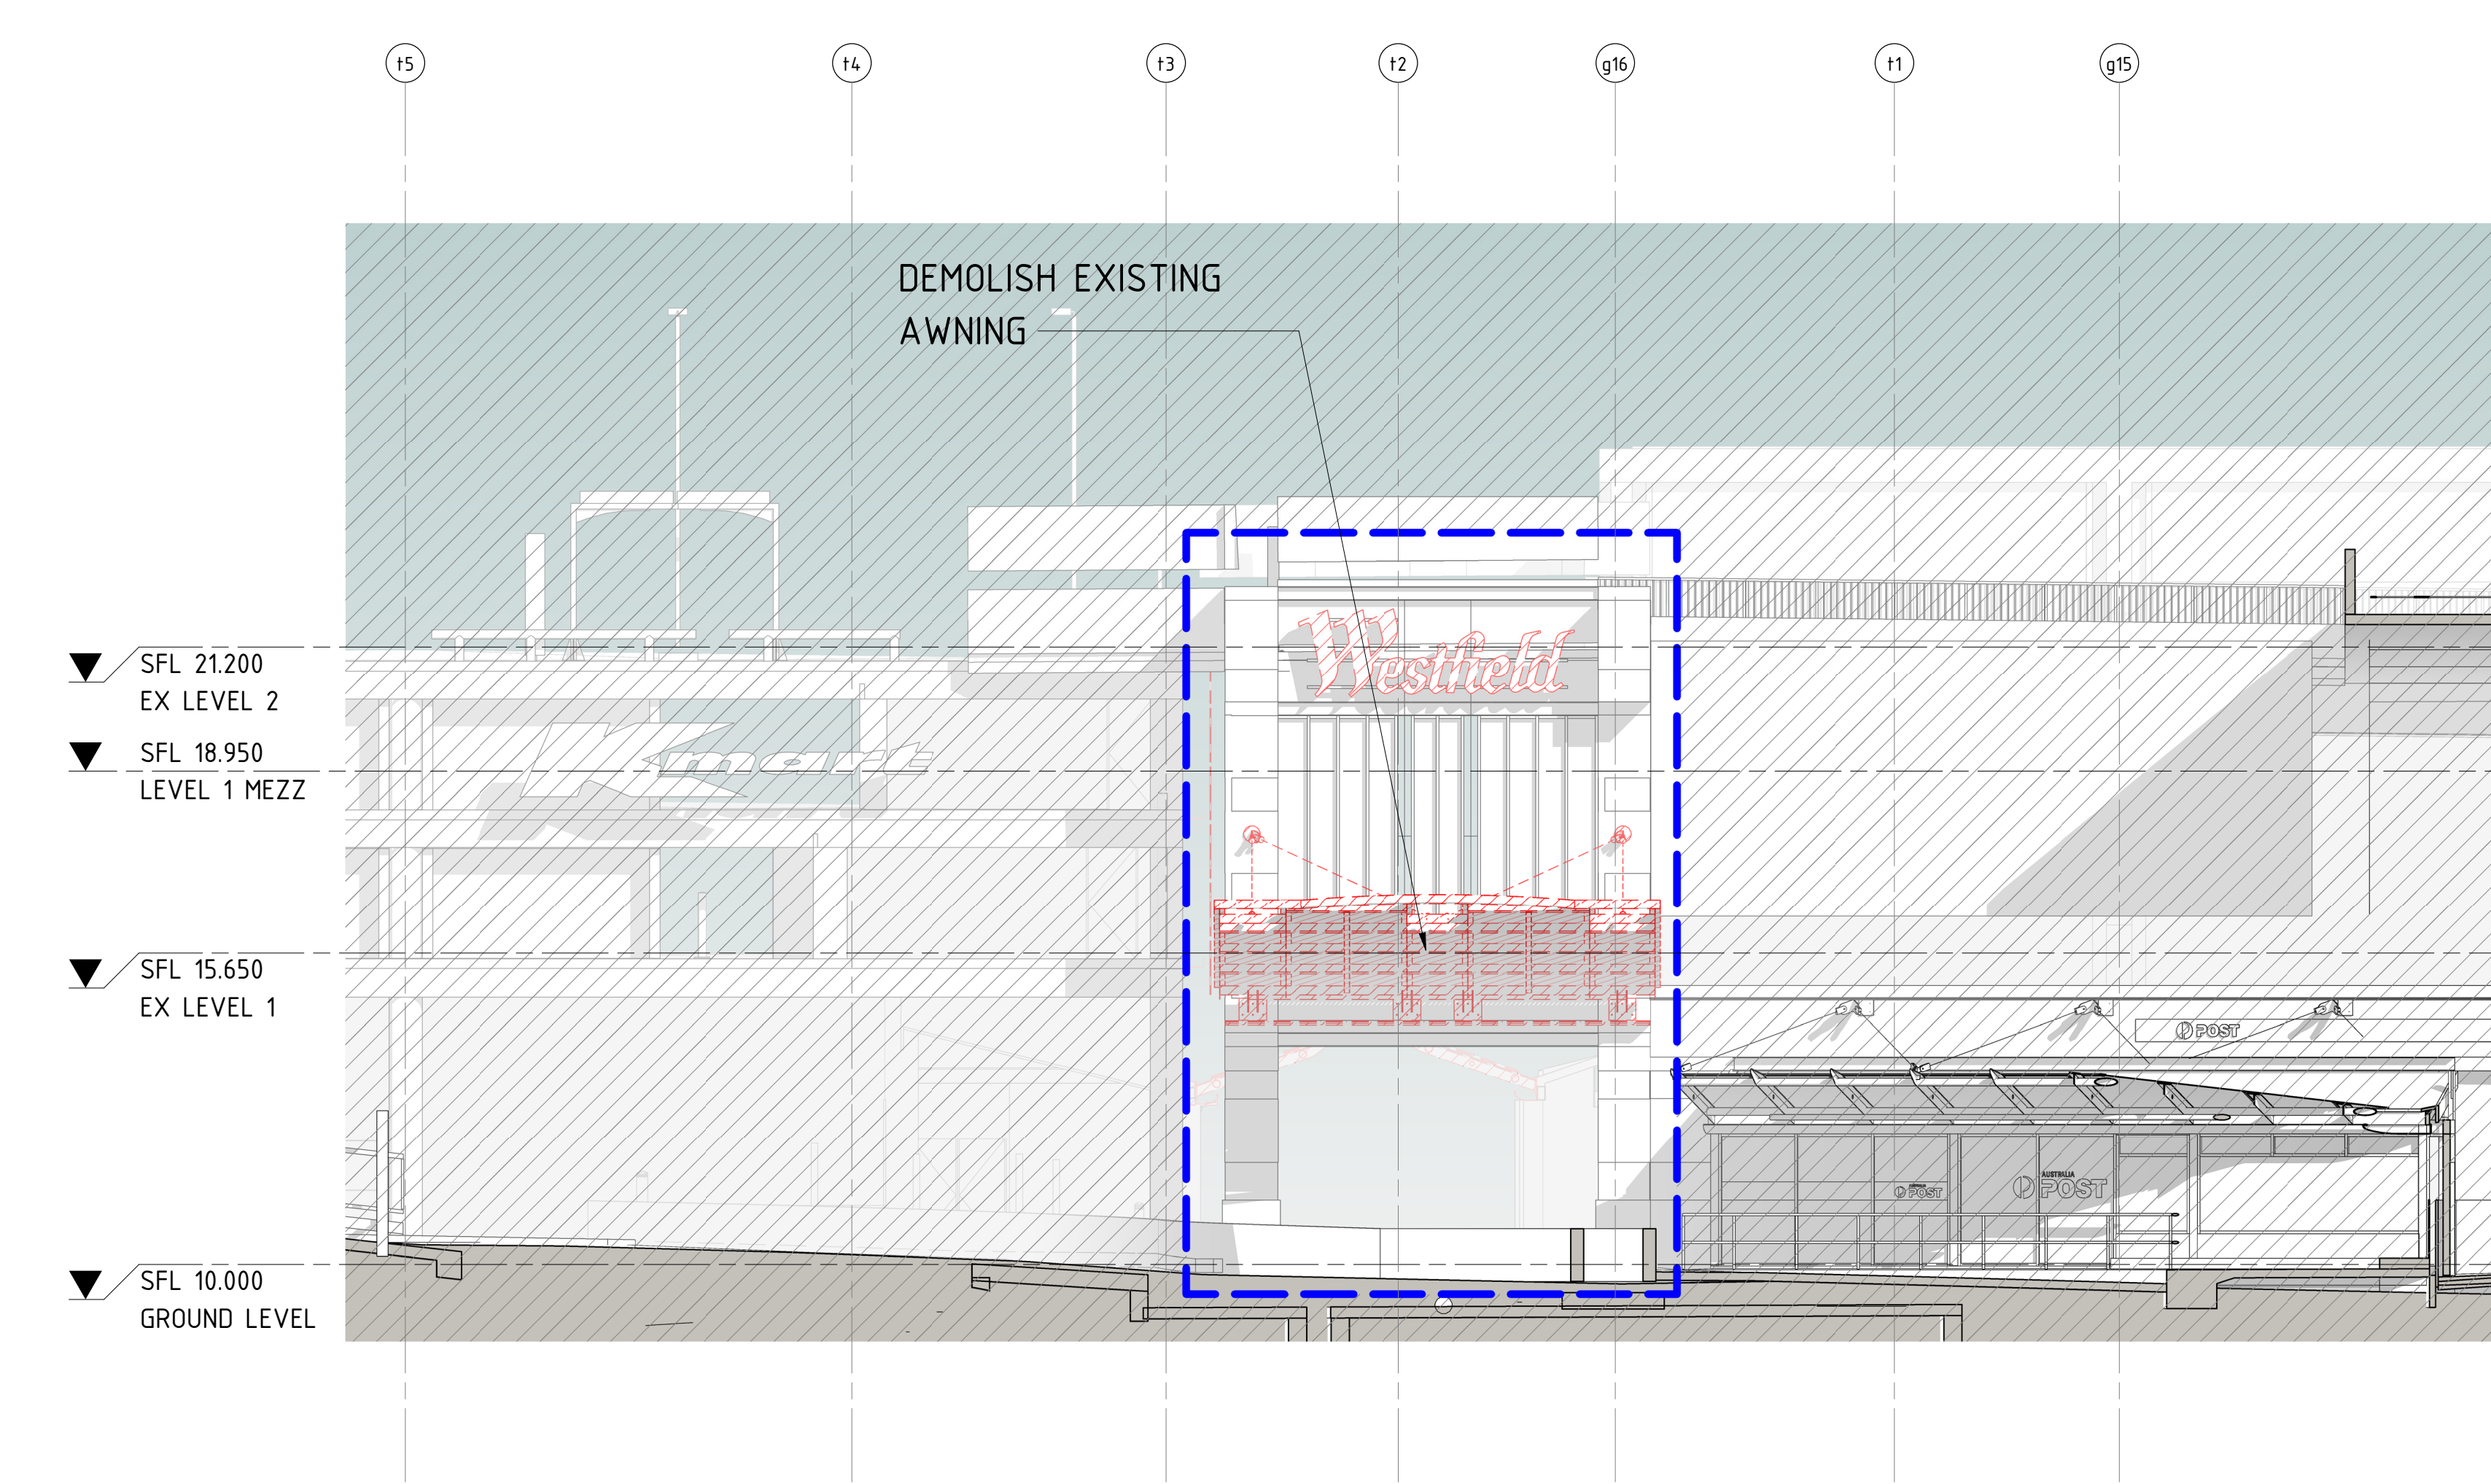 t5
t4
t3
t2
g16
t1
g15
DEMOLISH EXISTING
AWNING
Westfield
SFL 21.200
EX LEVEL 2
SFL 18.950
LEVEL 1 MEZZ
Kmart
SFL 15.650
EX LEVEL 1
POST
AUSTRALIA
POST
AUSTRALIA
POST
SFL 10.000
GROUND LEVEL